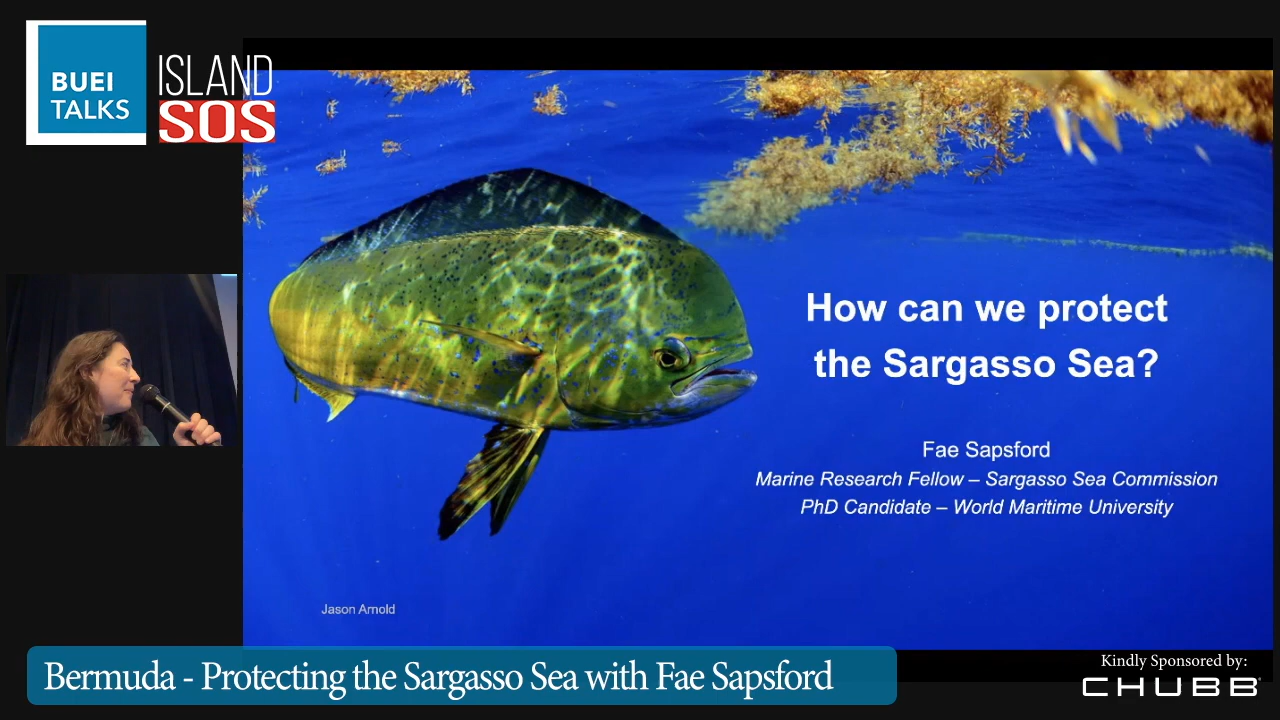 BUEI
TALKS
ISLAND
SOS
How can we protect
the Sargasso Sea?
Fae Sapsford
Marine Research Fellow – Sargasso Sea Commission
PhD Candidate – World Maritime University
Jason Arnold
Bermuda - Protecting the Sargasso Sea with Fae Sapsford
Kindly Sponsored by:
CHUBB